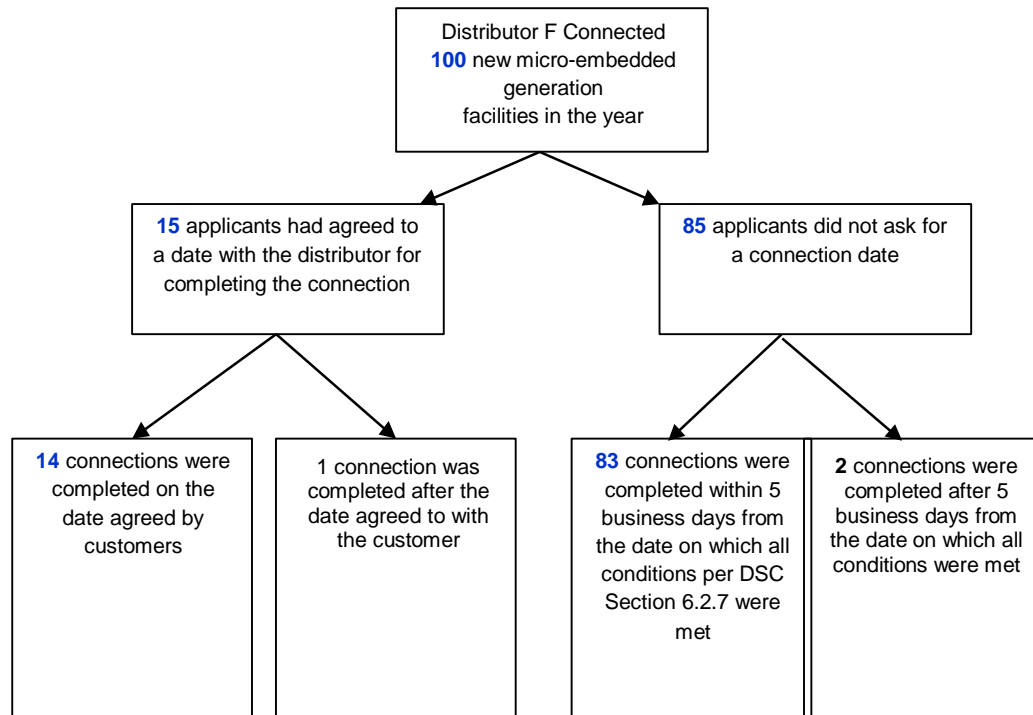 Distributor F Connected
100 new micro-embedded
generation
facilities in the year
15 applicants had agreed to
a date with the distributor for
completing the connection
85 applicants did not ask for
a connection date
14 connections were
completed on the
date agreed by
customers
1 connection was
completed after the
date agreed to with
the customer
83 connections were
completed within 5
business days from
the date on which all
conditions per DSC
Section 6.2.7 were
met
2 connections were
completed after 5
business days from
the date on which all
conditions were met